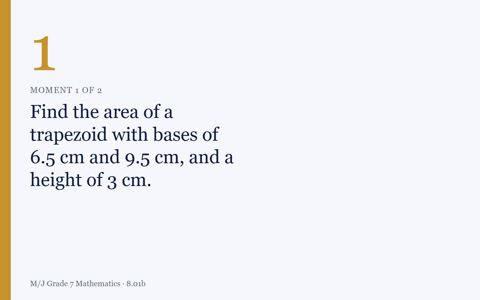 1
MOMENT 1 OF 2
Find the area of a
trapezoid with bases of
6.5 cm and 9.5 cm, and a
height of 3 cm.
M/J Grade 7 Mathematics · 8.01b